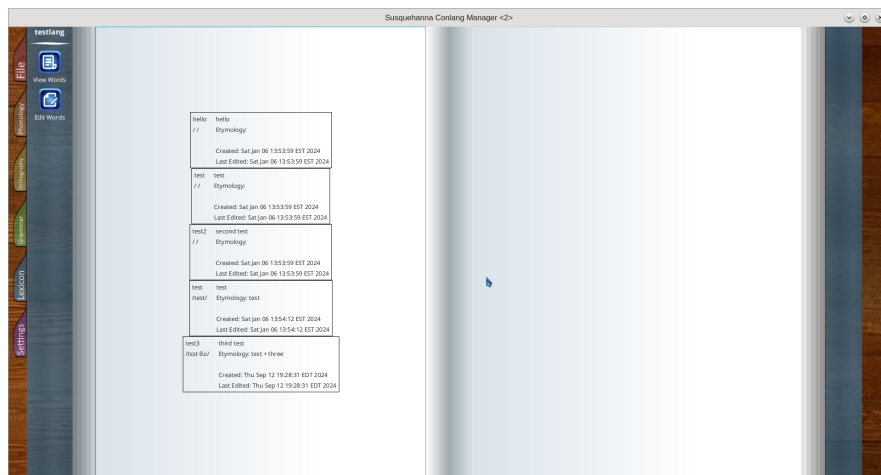 Susquehanna Conlang Manager <2>
testlang
View Words
Edit Words
File
Phonology
Orthography
Grammar
Lexicon
Settings
hello hello
/ / Etymology:
Created: Sat Jan 06 13:53:59 EST 2024
Last Edited: Sat Jan 06 13:53:59 EST 2024
test test
/ / Etymology:
Created: Sat Jan 06 13:53:59 EST 2024
Last Edited: Sat Jan 06 13:53:59 EST 2024
test2 second test
/ / Etymology:
Created: Sat Jan 06 13:53:59 EST 2024
Last Edited: Sat Jan 06 13:53:59 EST 2024
test test
/test/ Etymology: test
Created: Sat Jan 06 13:54:12 EST 2024
Last Edited: Sat Jan 06 13:54:12 EST 2024
test3 third test
Etymology: test + three
Created: Thu Sep 12 19:28:31 EDT 2024
Last Edited: Thu Sep 12 19:28:31 EDT 2024